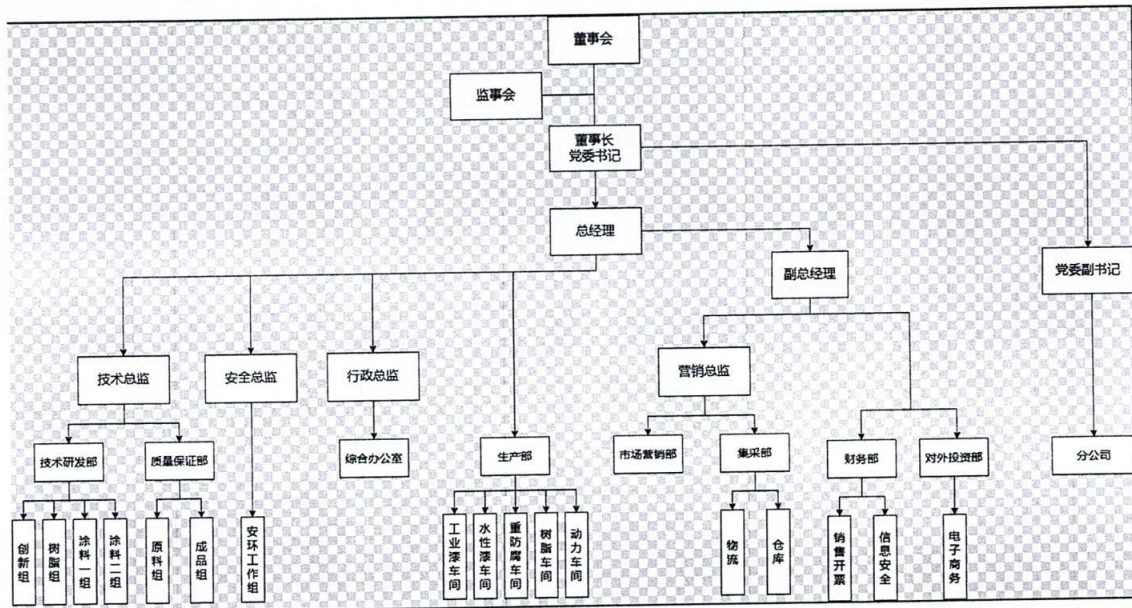 董事会
监事会
董事长
党委书记
总经理
副总经理
党委副书记
技术总监
安全总监
行政总监
营销总监
技术研发部
质量保证部
综合办公室
生产部
市场营销部
集采部
财务部
对外投资部
分公司
创新组
树脂组
涂料一组
涂料二组
原料组
成品组
安环工作组
工业漆车间
水性漆车间
重防腐车间
树脂车间
动力车间
物流
仓库
销售开票
信息安全
电子商务